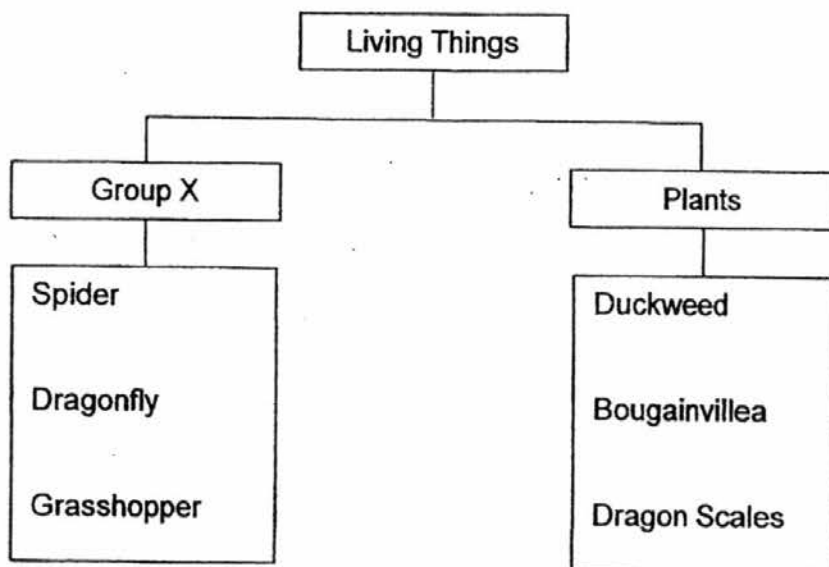 Living Things
Group X
Plants
Spider
Dragonfly
Grasshopper
Duckweed
Bougainvillea
Dragon Scales